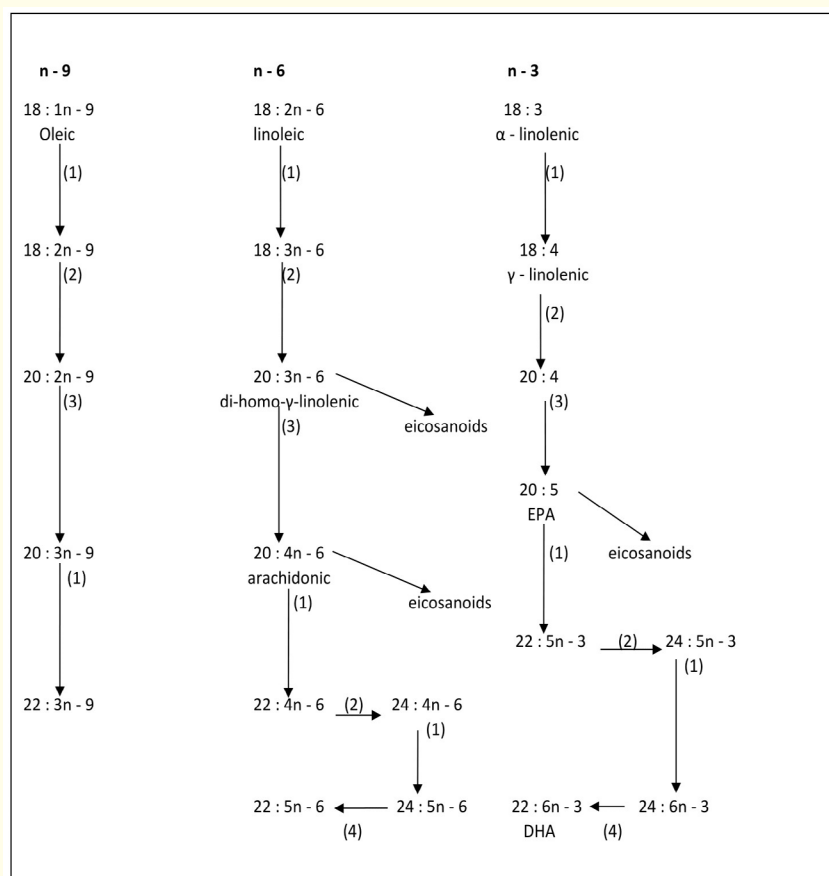 n - 9
18 : 1n - 9
Oleic
(1)
18 : 2n - 9
(2)
20 : 2n - 9
(3)
20 : 3n - 9
(1)
22 : 3n - 9
n - 6
18 : 2n - 6
linoleic
(1)
18 : 3n - 6
(2)
20 : 3n - 6
di-homo-γ-linolenic
eicosanoids
(3)
20 : 4n - 6
arachidonic
eicosanoids
(1)
22 : 4n - 6
(2)
24 : 4n - 6
(1)
24 : 5n - 6
(4)
22 : 5n - 6
n - 3
18 : 3
α - linolenic
(1)
18 : 4
γ - linolenic
(2)
20 : 4
(3)
20 : 5
EPA
eicosanoids
(1)
22 : 5n - 3
(2)
24 : 5n - 3
(1)
24 : 6n - 3
(4)
22 : 6n - 3
DHA